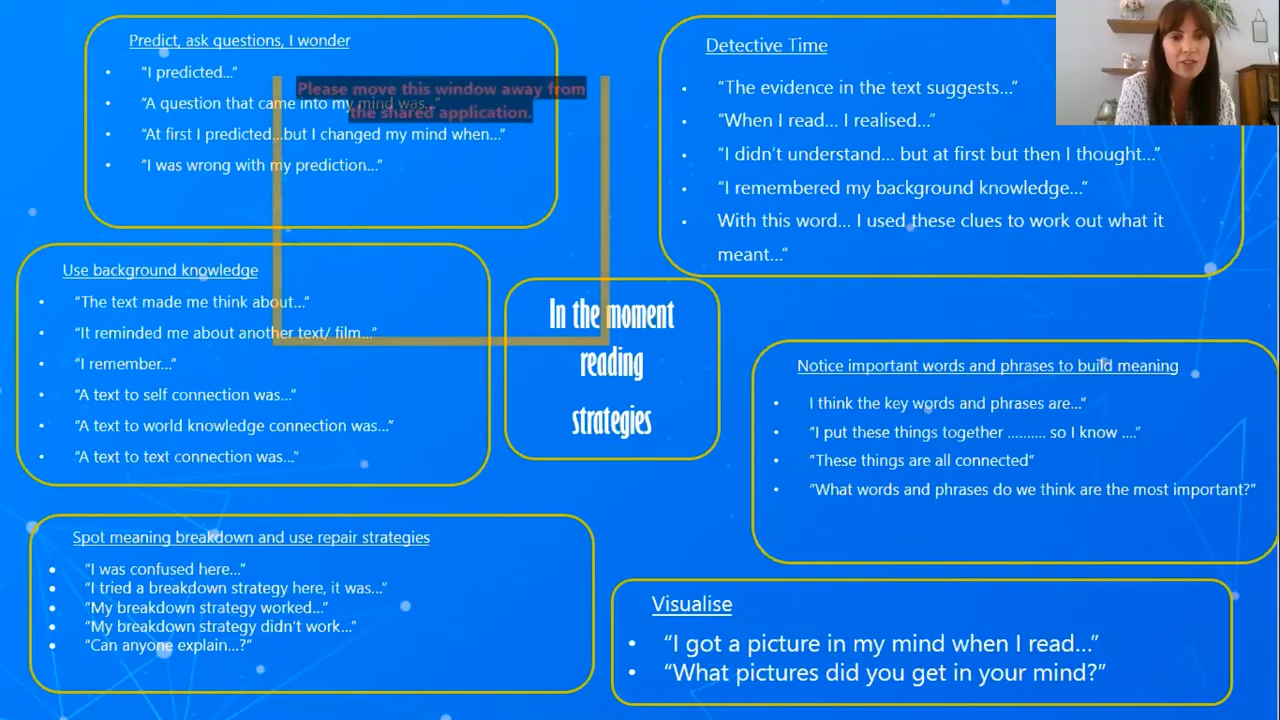 Predict, ask questions, I wonder
• "I predicted..."
• "A question that came into my mind was..."
• "At first I predicted...but I changed my mind when..."
• "I was wrong with my prediction..."
Please move this window away from
the shared application.
Detective Time
• "The evidence in the text suggests..."
• "When I read... I realised..."
• "I didn't understand... but at first but then I thought..."
• "I remembered my background knowledge..."
• With this word... I used these clues to work out what it
meant..."
Use background knowledge
• "The text made me think about..."
• "It reminded me about another text/ film..."
• "I remember..."
• "A text to self connection was..."
• "A text to world knowledge connection was..."
• "A text to text connection was..."
In the moment
reading
strategies
Notice important words and phrases to build meaning
• I think the key words and phrases are..."
• "I put these things together .......... so I know ...."
• "These things are all connected"
• "What words and phrases do we think are the most important?"
Spot meaning breakdown and use repair strategies
• "I was confused here..."
• "I tried a breakdown strategy here, it was..."
• "My breakdown strategy worked..."
• "My breakdown strategy didn't work..."
• "Can anyone explain...?"
Visualise
• "I got a picture in my mind when I read..."
• "What pictures did you get in your mind?"